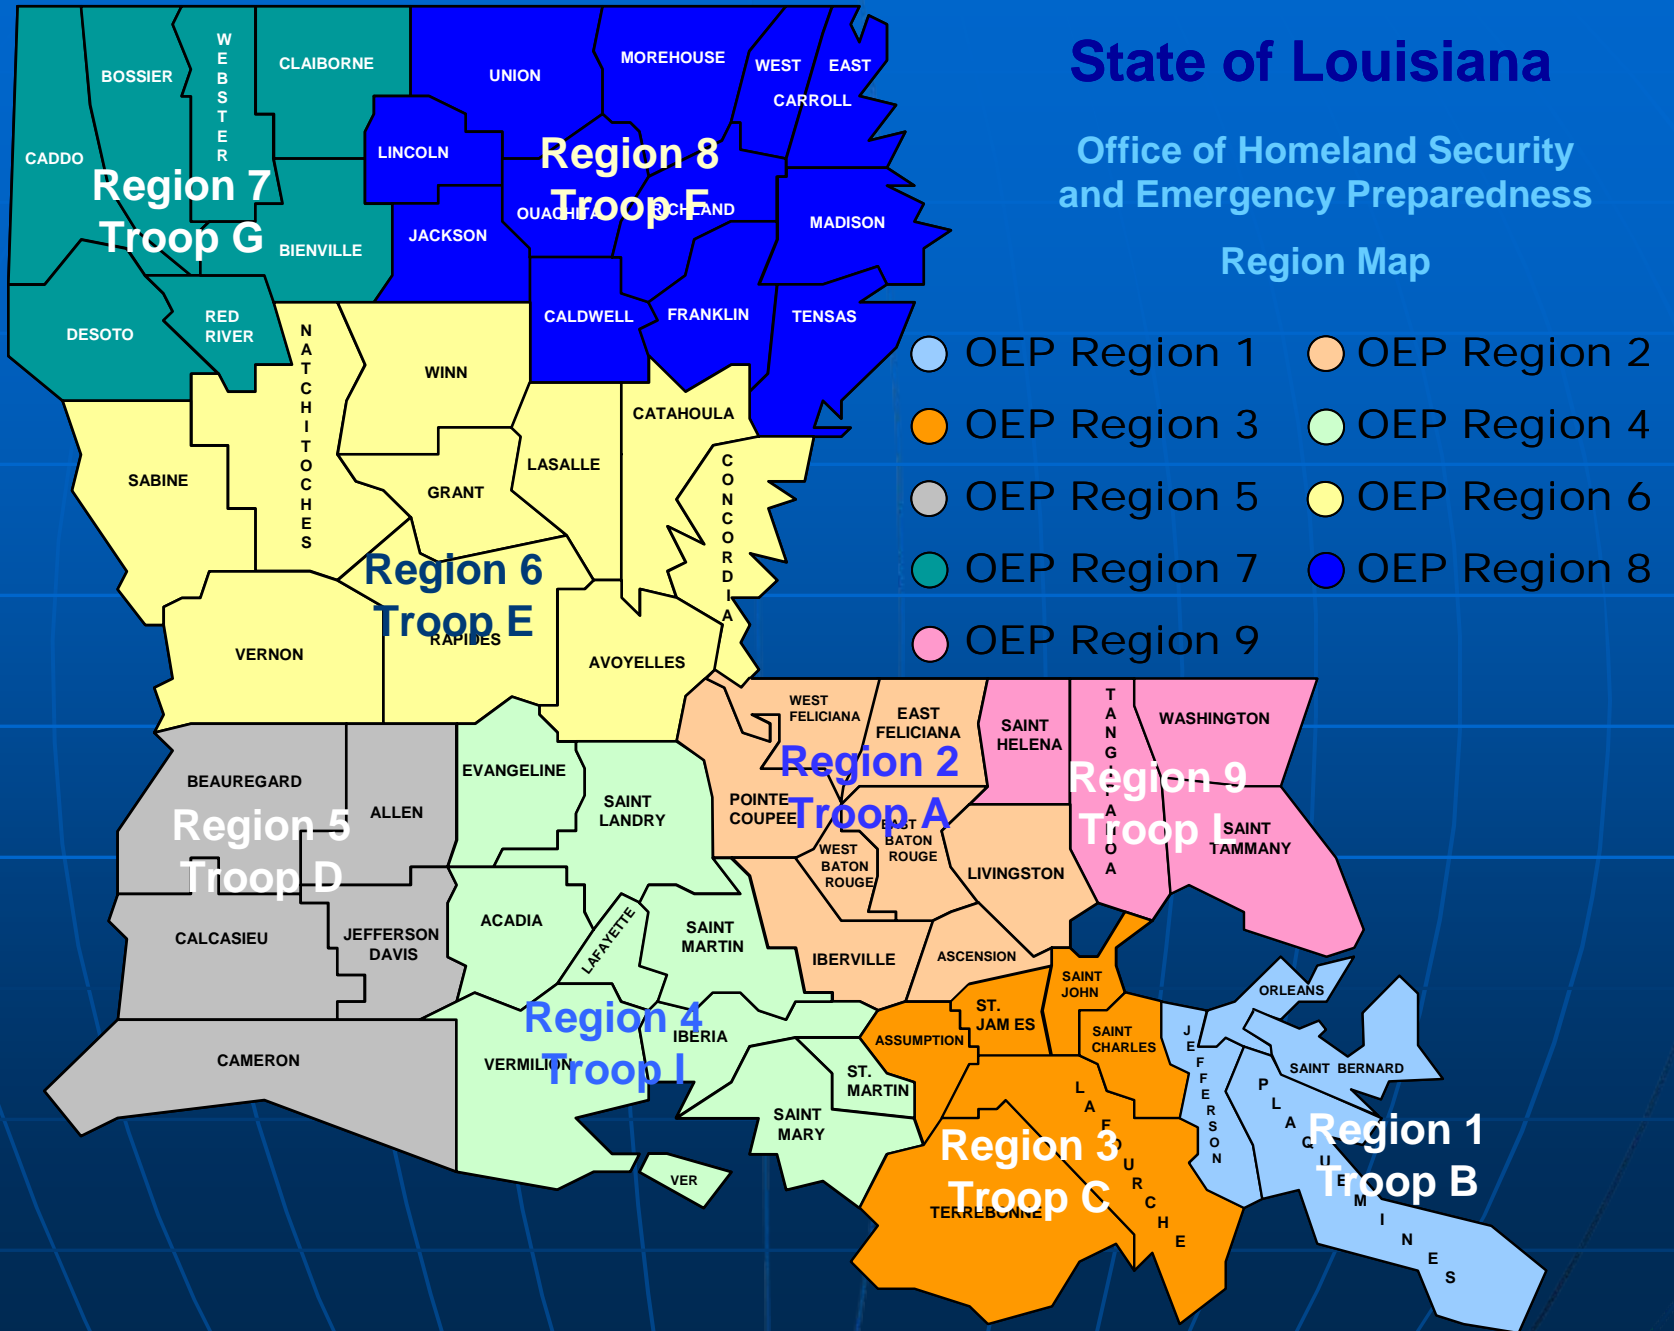 State of Louisiana
Office of Homeland Security
and Emergency Preparedness
Region Map
OEP Region 1
OEP Region 2
OEP Region 3
OEP Region 4
OEP Region 5
OEP Region 6
OEP Region 7
OEP Region 8
OEP Region 9
CADDO
BOSSIER
WEBSTER
CLAIBORNE
Region 7
Troop G
BIENVILLE
DESOTO
RED
RIVER
UNION
MOREHOUSE
WEST
EAST
CARROLL
LINCOLN
Region 8
Troop F
OUACHITA
RICHLAND
MADISON
JACKSON
CALDWELL
FRANKLIN
TENSAS
NATCHITOCHES
WINN
CATAHOULA
SABINE
GRANT
LASALLE
CONCORDIA
Region 6
Troop E
VERNON
RAPIDES
AVOYELLES
BEAUREGARD
ALLEN
Region 5
Troop D
CALCASIEU
JEFFERSON
DAVIS
CAMERON
EVANGELINE
SAINT
LANDRY
ACADIA
LAFAYETTE
SAINT
MARTIN
Region 4
Troop I
VERMILION
IBERIA
ST.
MARTIN
SAINT
MARY
VER
WEST
FELICIANA
EAST
FELICIANA
Region 2
Troop A
POINTE
COUPEE
WEST
BATON
ROUGE
EAST
BATON
ROUGE
LIVINGSTON
IBERVILLE
ASCENSION
SAINT
HELENA
TANGIPAHOA
WASHINGTON
Region 9
Troop L
SAINT
TAMMANY
SAINT
JOHN
ST.
JAM ES
ASSUMPTION
SAINT
CHARLES
LAFOURCHE
Region 3
Troop C
TERREBONNE
ORLEANS
JEFFERSON
SAINT BERNARD
PLAQUEMINES
Region 1
Troop B